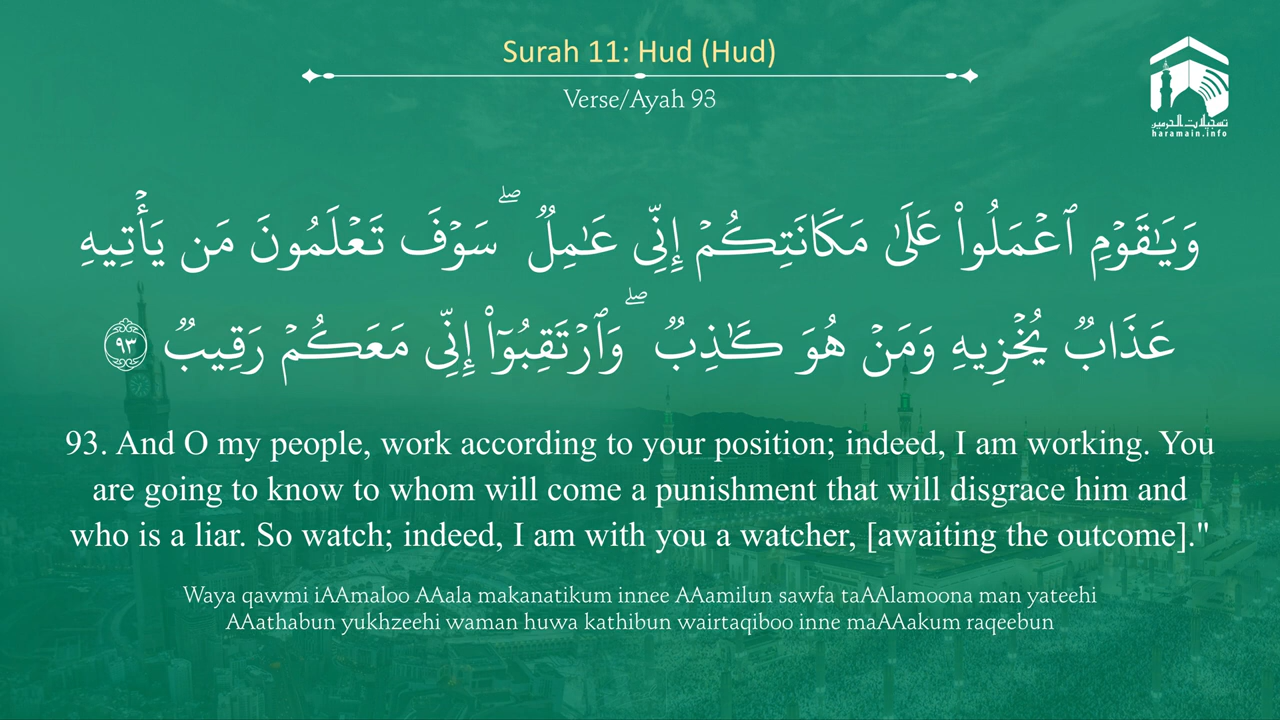 Surah 11: Hud (Hud)
Verse/Ayah 93
تسجيلات الحرمين
haramain.info
وَيَـٰقَوۡمِ ٱعۡمَلُوا۟ عَلَىٰ مَكَانَتِكُمۡ إِنِّى عَـٰمِلٌۭ ۖ سَوۡفَ تَعۡلَمُونَ مَن يَأۡتِيهِ
عَذَابٌۭ يُخۡزِيهِ وَمَنۡ هُوَ كَـٰذِبٌۭ ۖ وَٱرۡتَقِبُوٓا۟ إِنِّى مَعَكُمۡ رَقِيبٌۭ ٩٣
93. And O my people, work according to your position; indeed, I am working. You
are going to know to whom will come a punishment that will disgrace him and
who is a liar. So watch; indeed, I am with you a watcher, [awaiting the outcome]."
Waya qawmi iAAmaloo AAala makanatikum innee AAamilun sawfa taAAlamoona man yateehi
AAathabun yukhzeehi waman huwa kathibun wairtaqiboo inne maAAakum raqeebun